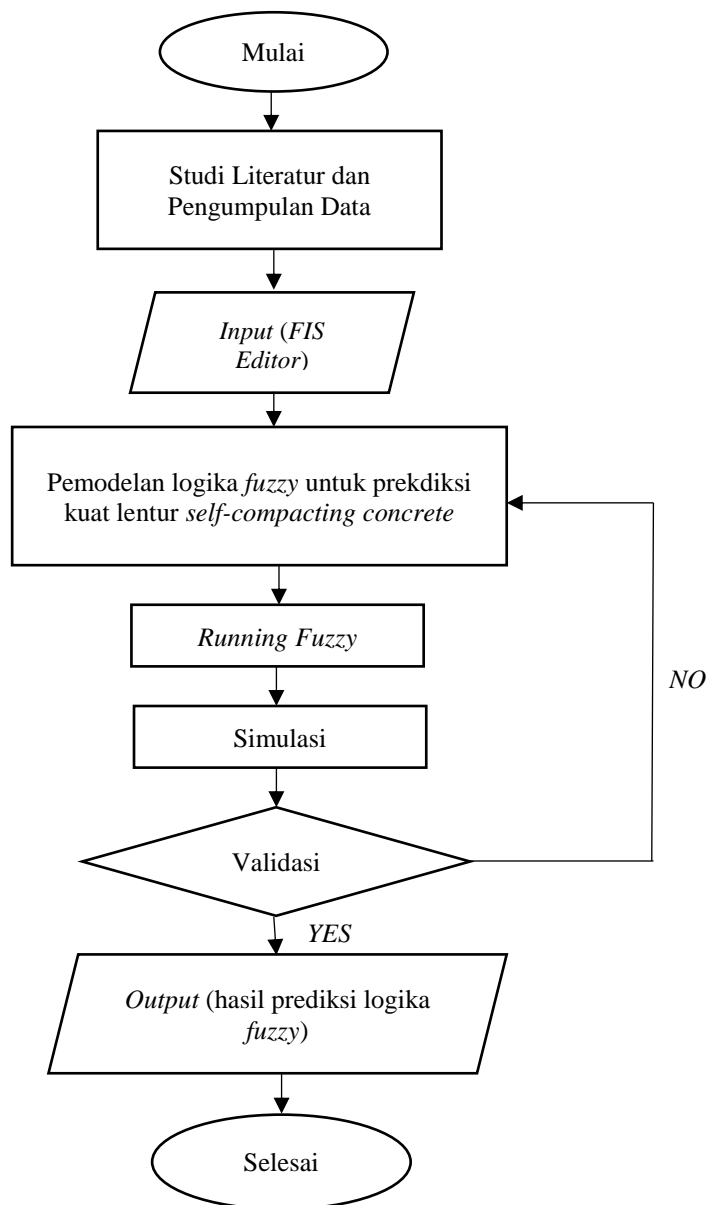 Mulai
Studi Literatur dan
Pengumpulan Data
Input (FIS
Editor)
Pemodelan logika fuzzy untuk prekdiksi
kuat lentur self-compacting concrete
Running Fuzzy
NO
Simulasi
Validasi
YES
Output (hasil prediksi logika
fuzzy)
Selesai